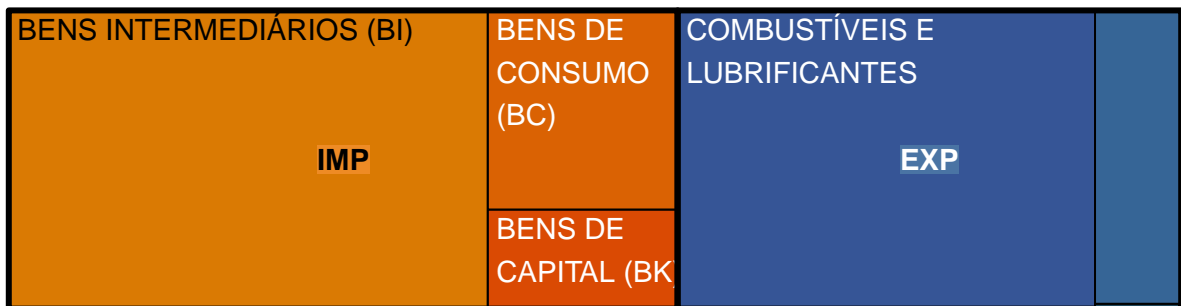 BENS INTERMEDIÁRIOS (BI)
IMP
BENS DE
CONSUMO
(BC)
BENS DE
CAPITAL (BK)
COMBUSTÍVEIS E
LUBRIFICANTES
EXP